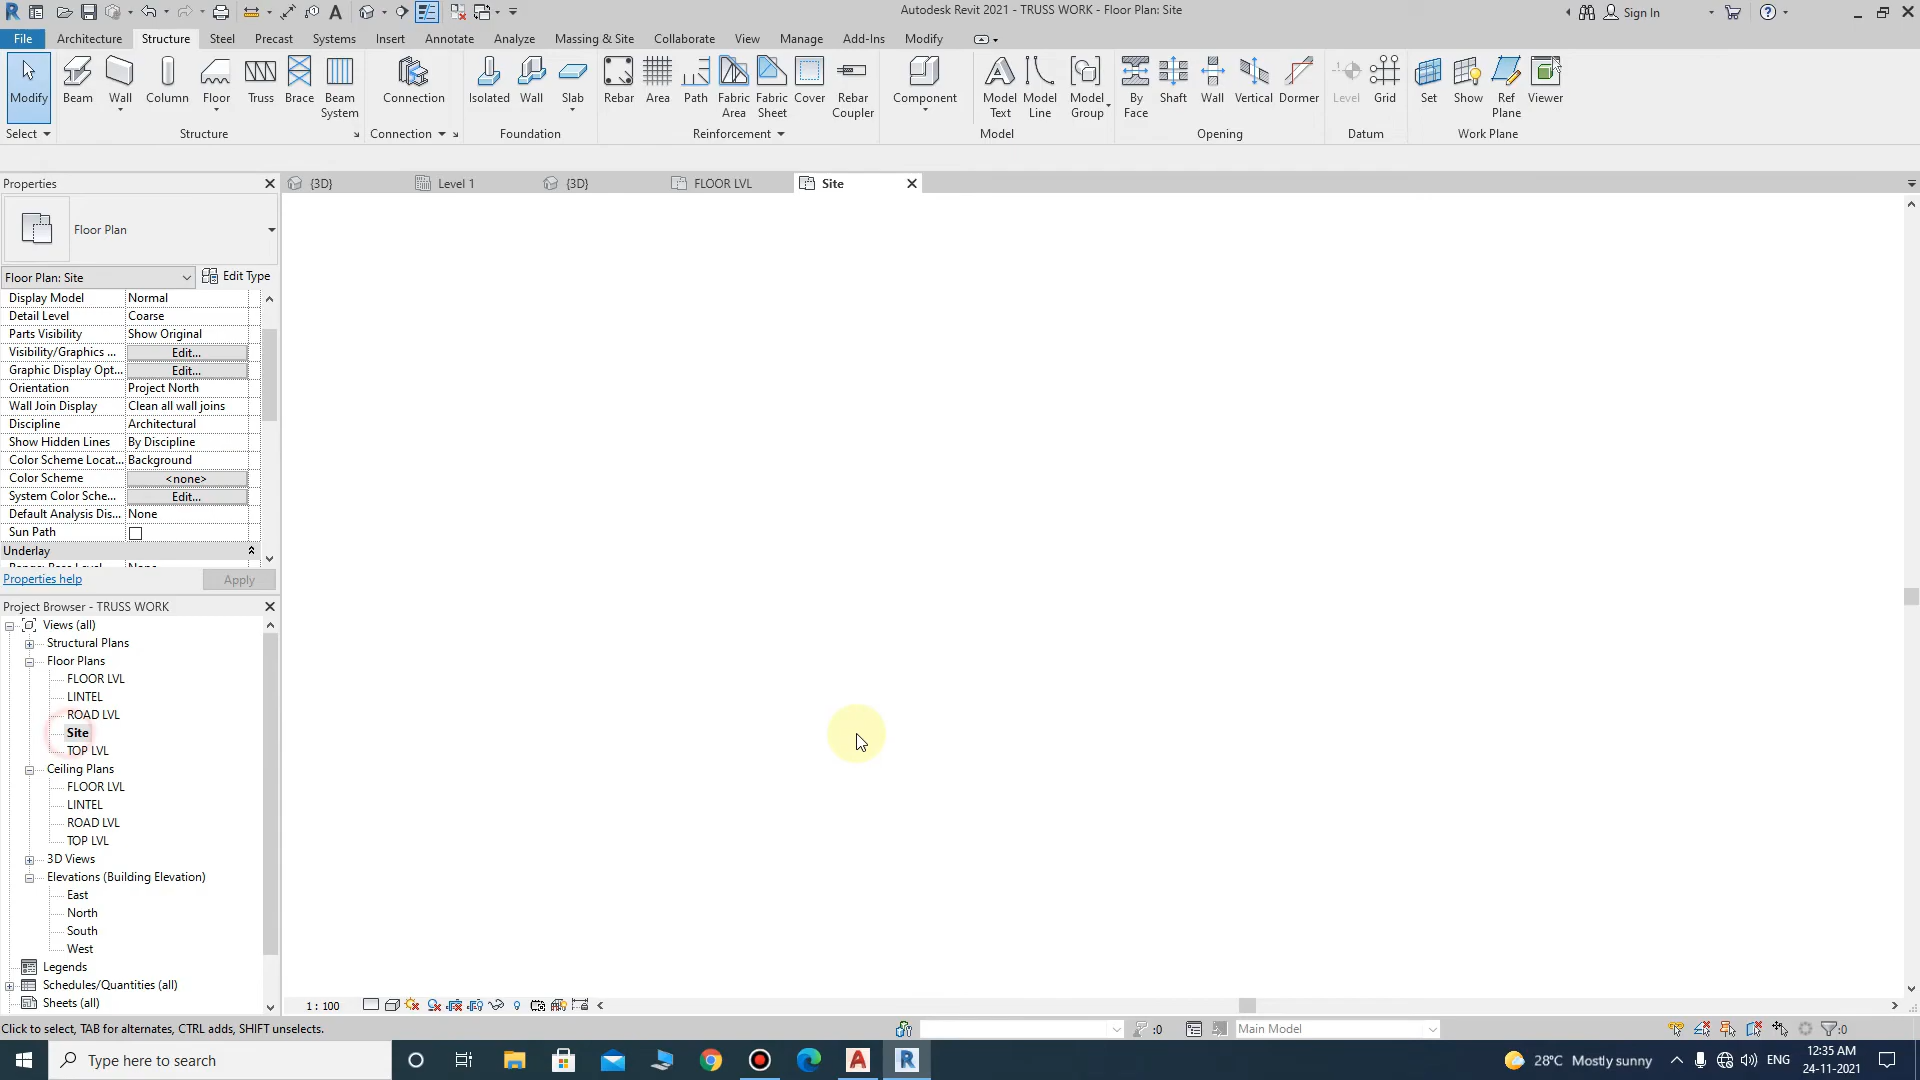 Autodesk Revit 2021 - TRUSS WORK - Floor Plan: Site
Sign In
File Architecture Structure Steel Precast Systems Insert Annotate Analyze Massing & Site Collaborate View Manage Add-Ins Modify
Modify Beam Wall Column Floor Truss Brace Beam System Connection Isolated Wall Slab Rebar Area Path Fabric Area Fabric Sheet Cover Rebar Coupler Component Model Text Model Line Model Group By Face Shaft Wall Vertical Dormer Level Grid Set Show Ref Plane Viewer
Select Structure Connection Foundation Reinforcement Model Opening Datum Work Plane
Properties
{3D} Level 1 {3D} FLOOR LVL Site
Floor Plan
Floor Plan: Site Edit Type
Display Model Normal
Detail Level Coarse
Parts Visibility Show Original
Visibility/Graphics ... Edit...
Graphic Display Opt... Edit...
Orientation Project North
Wall Join Display Clean all wall joins
Discipline Architectural
Show Hidden Lines By Discipline
Color Scheme Locat... Background
Color Scheme <none>
System Color Sche... Edit...
Default Analysis Dis... None
Sun Path
Underlay
Range: Base Level None
Properties help Apply
Project Browser - TRUSS WORK
Views (all)
Structural Plans
Floor Plans
FLOOR LVL
LINTEL
ROAD LVL
Site
TOP LVL
Ceiling Plans
FLOOR LVL
LINTEL
ROAD LVL
TOP LVL
3D Views
Elevations (Building Elevation)
East
North
South
West
Legends
Schedules/Quantities (all)
Sheets (all)
1 : 100
Click to select, TAB for alternates, CTRL adds, SHIFT unselects.
:0 Main Model :0
Type here to search
28°C Mostly sunny ENG
12:35 AM
24-11-2021